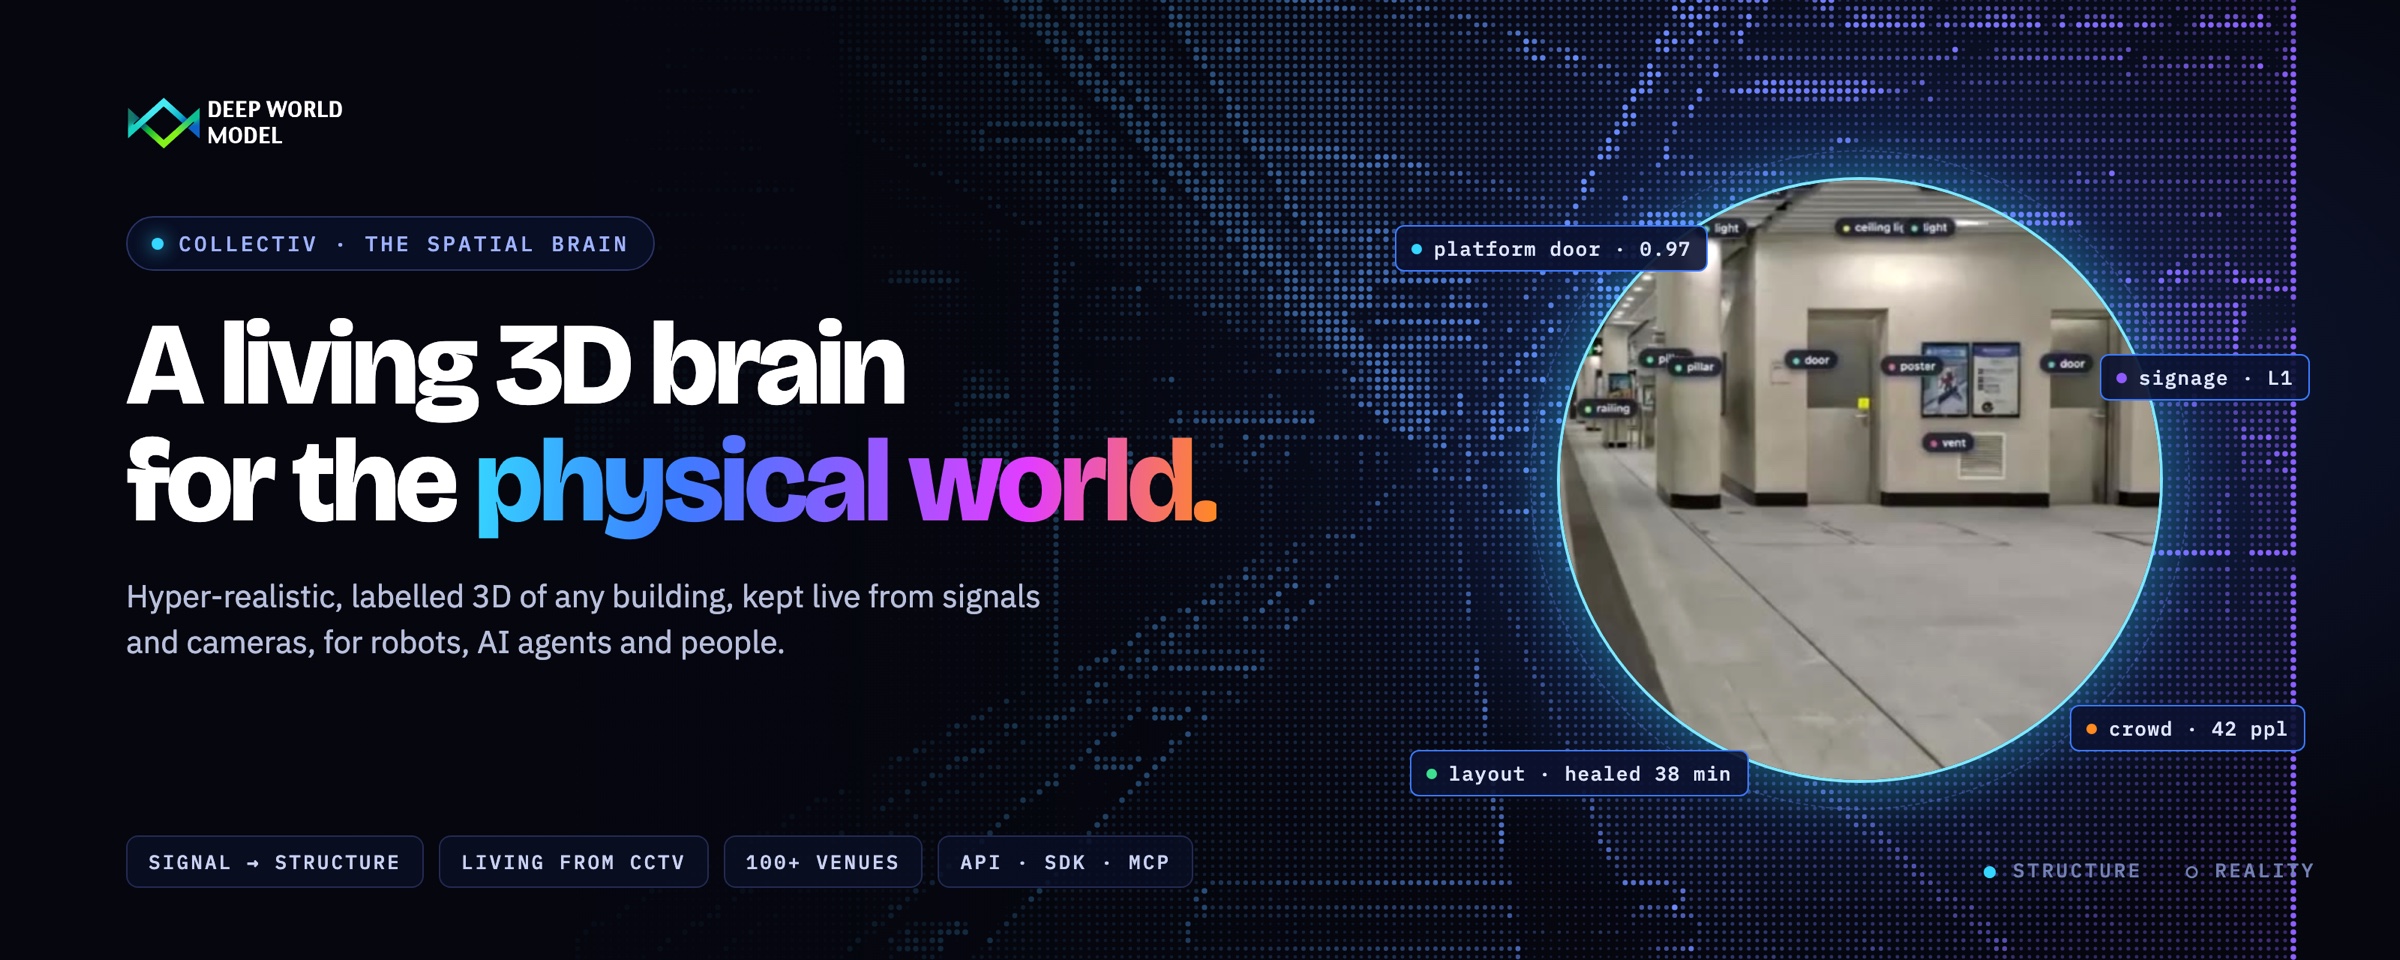 DEEP WORLD
MODEL
COLLECTIV · THE SPATIAL BRAIN
A living 3D brain
for the physical world.
Hyper-realistic, labelled 3D of any building, kept live from signals
and cameras, for robots, AI agents and people.
SIGNAL → STRUCTURE
LIVING FROM CCTV
100+ VENUES
API · SDK · MCP
platform door · 0.97
light
ceiling
light
pillar
door
poster
door
signage · L1
railing
vent
crowd · 42 ppl
layout · healed 38 min
STRUCTURE
REALITY